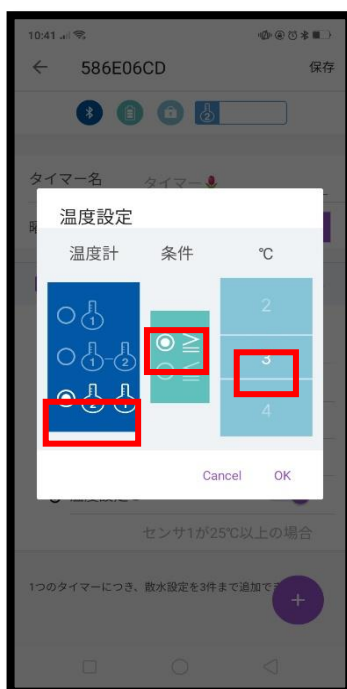 10:41
586E06CD 保存
2
タイマー名 タイマー
温度設定
温度計 条件 ℃
1 2
1-2 ≧ 3
2 1 ≦ 4
Cancel OK
センサ1が25℃以上の場合
1つのタイマーにつき、散水設定を3件まで追加で
+